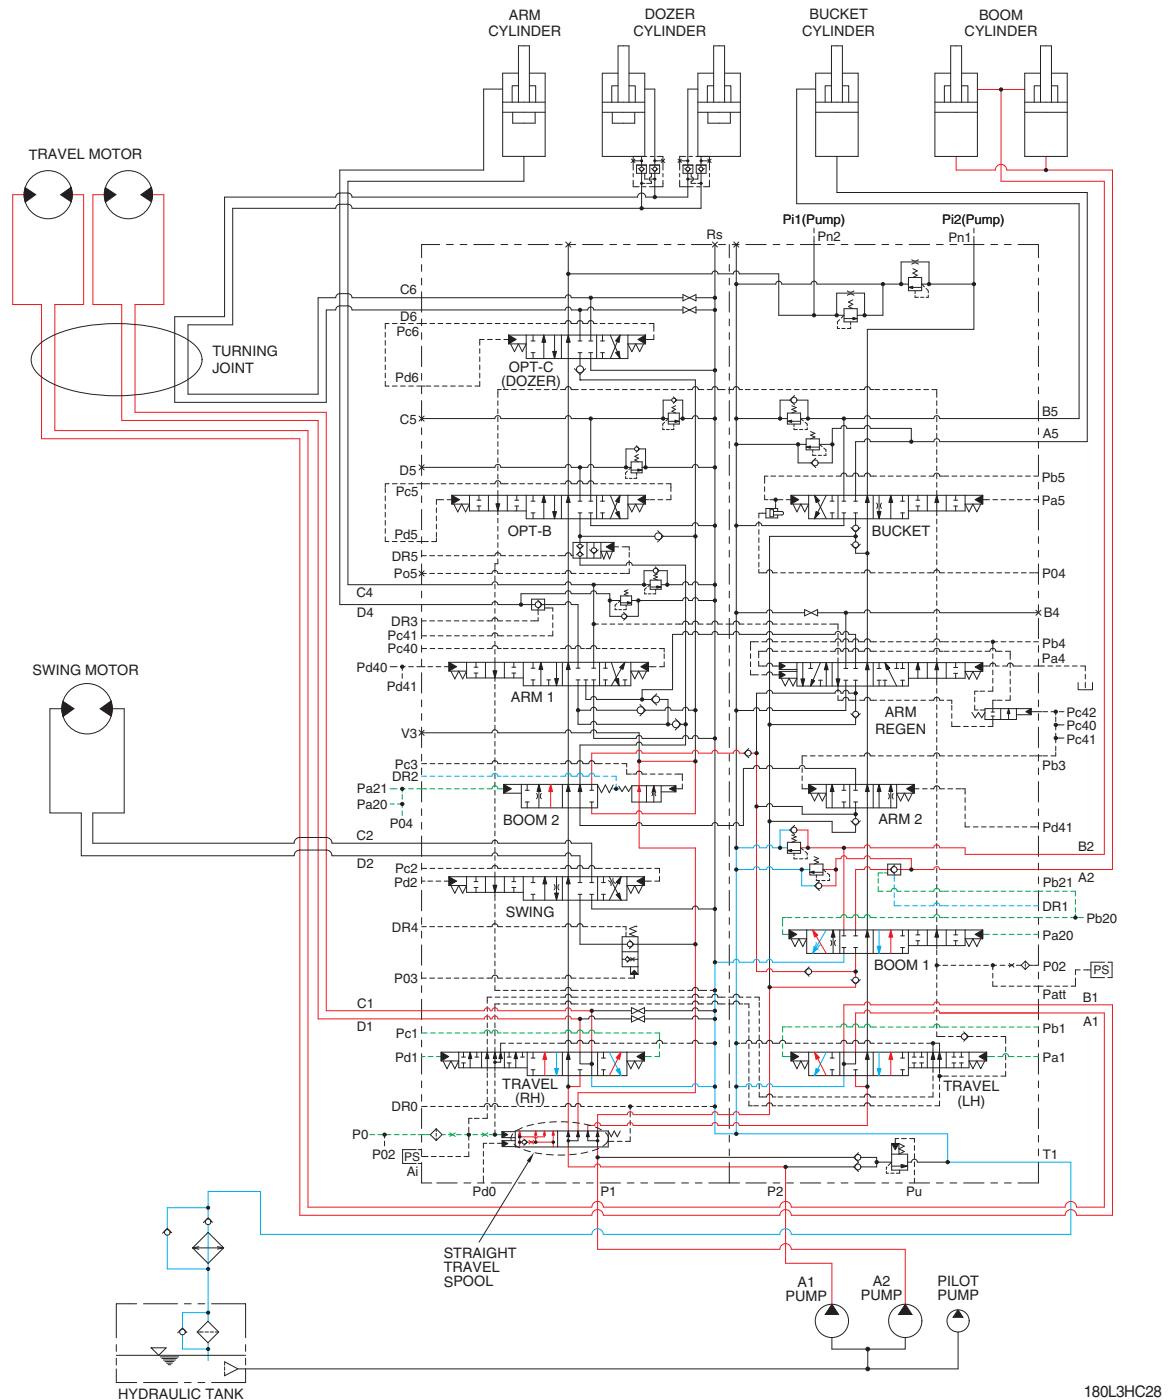 ARM
CYLINDER
DOZER
CYLINDER
BUCKET
CYLINDER
BOOM
CYLINDER
TRAVEL MOTOR
TURNING
JOINT
Rs
Pi1(Pump)
Pn2
Pi2(Pump)
Pn1
C6
D6
Pc6
Pd6
OPT-C
(DOZER)
C5
D5
Pc5
Pd5
OPT-B
DR5
Po5
C4
D4
DR3
Pc41
Pc40
Pd40
Pd41
ARM 1
B5
A5
Pb5
Pa5
BUCKET
P04
B4
Pb4
Pa4
ARM
REGEN
Pc42
Pc40
Pc41
Pb3
SWING MOTOR
V3
Pc3
DR2
Pa21
Pa20
P04
BOOM 2
ARM 2
Pd41
C2
D2
Pc2
Pd2
SWING
DR4
P03
B2
A2
Pb21
DR1
Pb20
Pa20
BOOM 1
P02
PS
Patt
C1
D1
Pc1
Pd1
TRAVEL
(RH)
B1
A1
Pb1
Pa1
TRAVEL
(LH)
DR0
P0
P02
PS
Ai
Pd0
P1
P2
Pu
T1
STRAIGHT
TRAVEL
SPOOL
A1
PUMP
A2
PUMP
PILOT
PUMP
HYDRAULIC TANK
180L3HC28